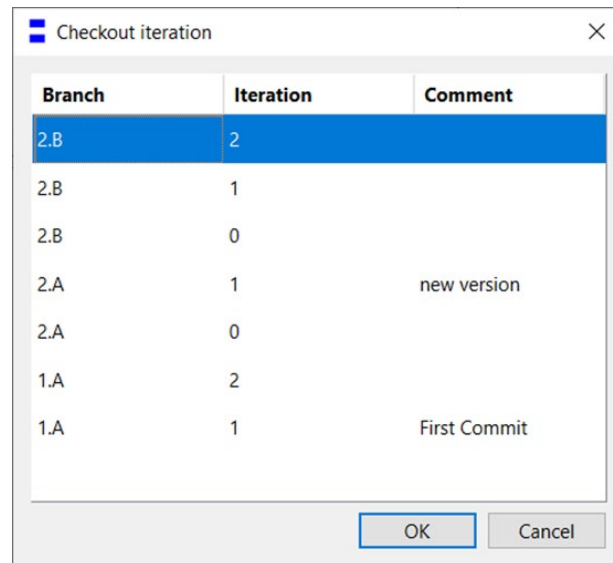 Checkout iteration
Branch Iteration Comment
2.B 2
2.B 1
2.B 0
2.A 1 new version
2.A 0
1.A 2
1.A 1 First Commit
OK Cancel